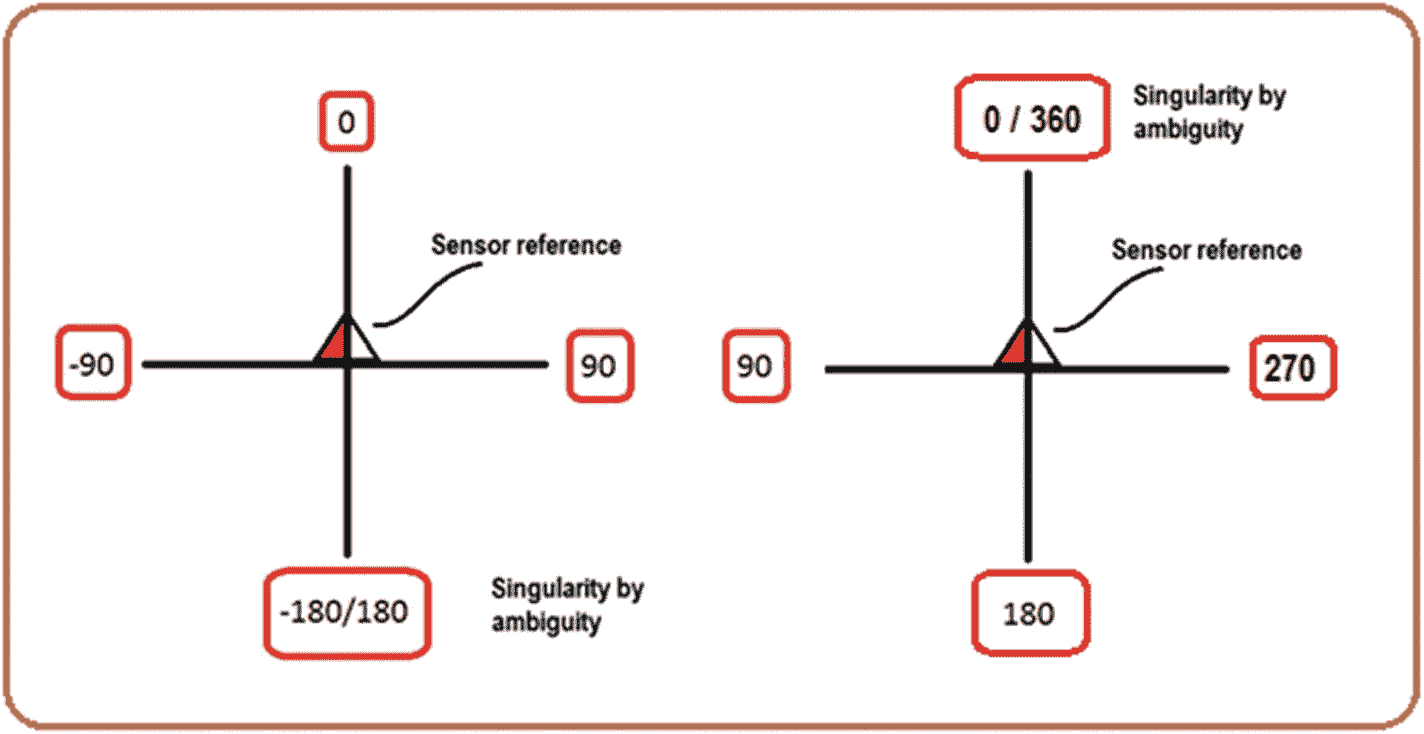 0
Sensor reference
-90
90
-180/180
Singularity by
ambiguity
0 / 360
Singularity by
ambiguity
Sensor reference
90
270
180